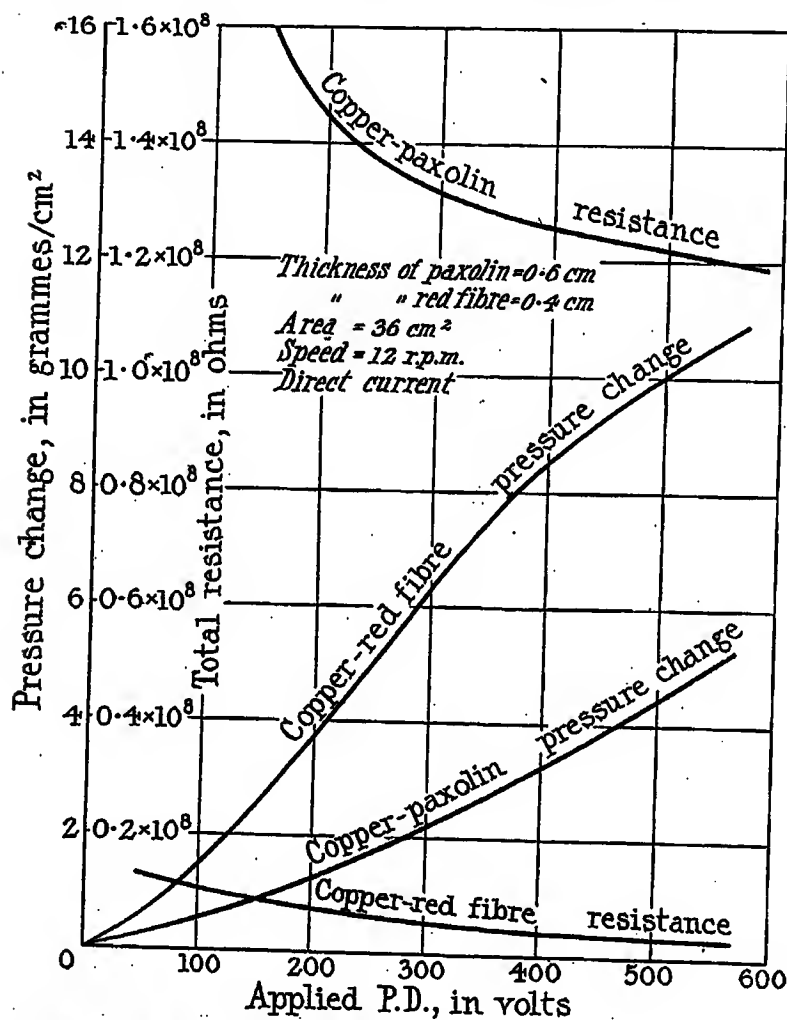 16 1·6×10⁸
14 1·4×10⁸
12 1·2×10⁸
10 1·0×10⁸
8 0·8×10⁸
6 0·6×10⁸
4 0·4×10⁸
2 0·2×10⁸
0 100 200 300 400 500 600
Pressure change, in grammes/cm²
Total resistance, in ohms
Applied P.D., in volts
Copper-paxolin resistance
Thickness of paxolin=0·6 cm
" " red fibre=0·4 cm
Area = 36 cm²
Speed = 12 r.p.m.
Direct current
Copper-red fibre pressure change
Copper-paxolin pressure change
Copper-red fibre resistance